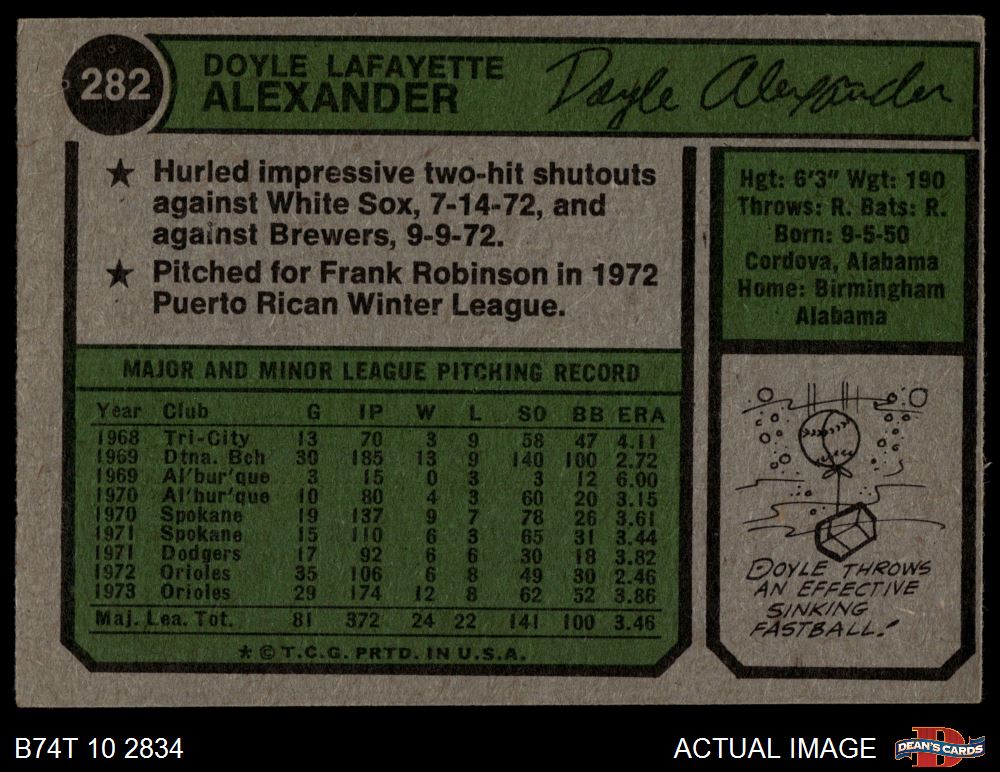 282
DOYLE LAFAYETTE
ALEXANDER
Doyle Alexander
★ Hurled impressive two-hit shutouts
against White Sox, 7-14-72, and
against Brewers, 9-9-72.
★ Pitched for Frank Robinson in 1972
Puerto Rican Winter League.
Hgt: 6'3" Wgt: 190
Throws: R. Bats: R.
Born: 9-5-50
Cordova, Alabama
Home: Birmingham
Alabama
MAJOR AND MINOR LEAGUE PITCHING RECORD
Year Club G IP W L SO BB ERA
1968 Tri-City 13 70 3 9 58 47 4.11
1969 Dtna. Bch 30 185 13 9 140 100 2.72
1969 Al'bur'que 3 15 0 3 3 12 6.00
1970 Al'bur'que 10 80 4 3 60 20 3.15
1970 Spokane 19 137 9 7 78 26 3.61
1971 Spokane 15 110 6 3 65 31 3.44
1971 Dodgers 17 92 6 6 30 18 3.82
1972 Orioles 35 106 6 8 49 30 2.46
1973 Orioles 29 174 12 8 62 52 3.86
Maj. Lea. Tot. 81 372 24 22 141 100 3.46
* © T.C.G. PRTD. IN U.S.A.
DOYLE THROWS
AN EFFECTIVE
SINKING
FASTBALL.
B74T 10 2834
ACTUAL IMAGE
DEAN'S CARDS